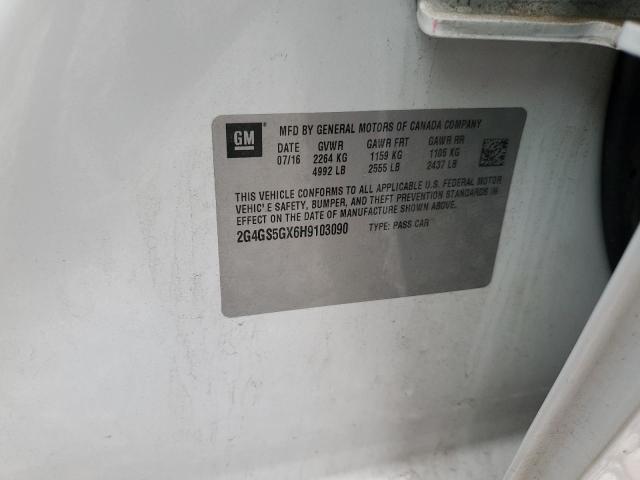 GM
MFD BY GENERAL MOTORS OF CANADA COMPANY
DATE GVWR GAWR FRT GAWR RR
07/16 2264 KG 1159 KG 1105 KG
4992 LB 2555 LB 2437 LB
THIS VEHICLE CONFORMS TO ALL APPLICABLE U.S. FEDERAL MOTOR
VEHIC'E SAFETY, BUMPER, AND THEFT PREVENTION STANDARDS IN
EFFECT ON THE DATE OF MANUFACTURE SHOWN ABOVE.
2G4GS5GX6H9103090 TYPE: PASS CAR